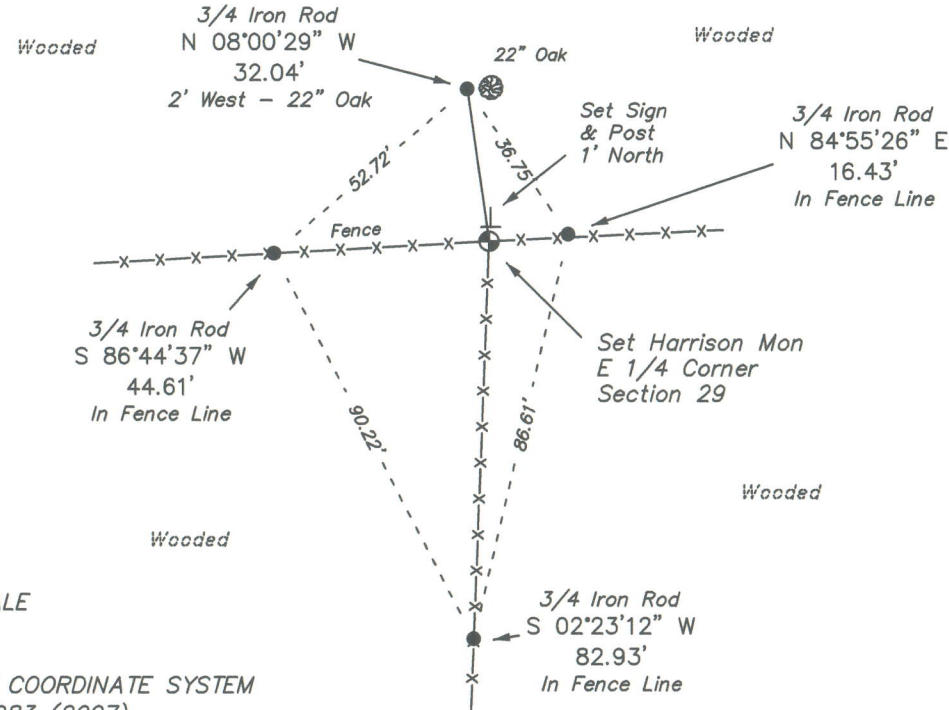 3/4 Iron Rod
N 08°00'29" W
32.04'
2' West - 22" Oak
Wooded
22" Oak
Wooded
Set Sign
& Post
1' North
3/4 Iron Rod
N 84°55'26" E
16.43'
In Fence Line
52.72'
36.75'
Fence
3/4 Iron Rod
S 86°44'37" W
44.61'
In Fence Line
Set Harrison Mon
E 1/4 Corner
Section 29
90.22'
86.61'
Wooded
Wooded
3/4 Iron Rod
S 02°23'12" W
82.93'
In Fence Line
COORDINATE SYSTEM